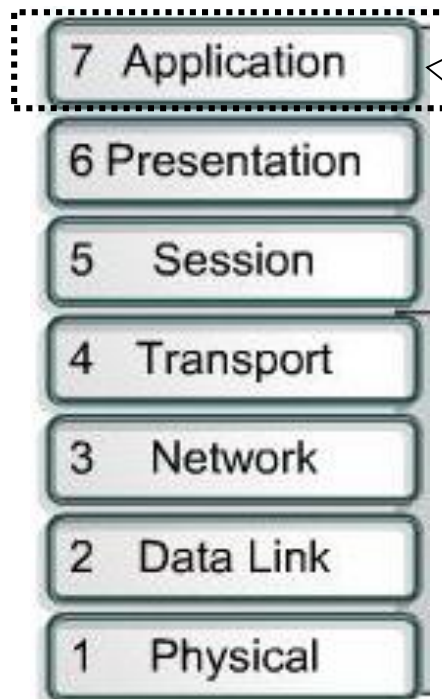 7 Application
6 Presentation
5 Session
4 Transport
3 Network
2 Data Link
1 Physical